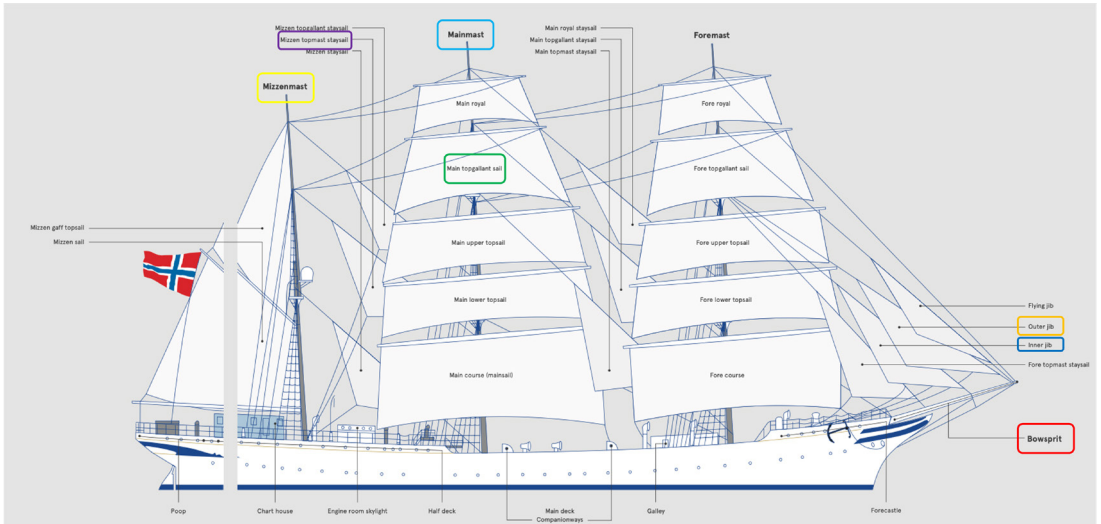 Mizzen topgallant staysail
Mizzen topmast staysail
Mizzen staysail
Mainmast
Main royal staysail
Main topgallant staysail
Main topmast staysail
Foremast
Mizzenmast
Main royal
Fore royal
Main topgallant sail
Fore topgallant sail
Mizzen gaff topsail
Mizzen sail
Main upper topsail
Fore upper topsail
Main lower topsail
Fore lower topsail
Flying jib
Outer jib
Inner jib
Fore topmast staysail
Main course (mainsail)
Fore course
Bowsprit
Poop
Chart house
Engine room skylight
Half deck
Main deck
Companionways
Galley
Forecastle